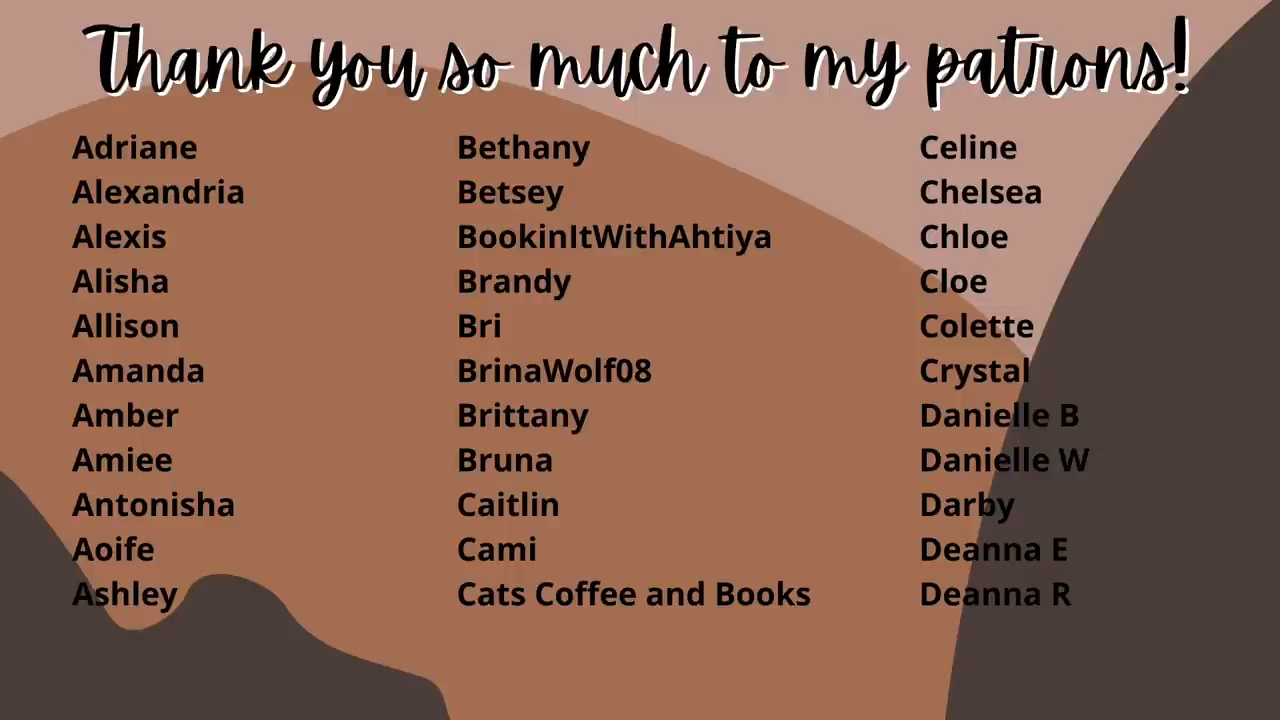 Thank you so much to my patrons!
Adriane
Alexandria
Alexis
Alisha
Allison
Amanda
Amber
Amiee
Antonisha
Aoife
Ashley
Bethany
Betsey
BookinItWithAhtiya
Brandy
Bri
BrinaWolf08
Brittany
Bruna
Caitlin
Cami
Cats Coffee and Books
Celine
Chelsea
Chloe
Cloe
Colette
Crystal
Danielle B
Danielle W
Darby
Deanna E
Deanna R